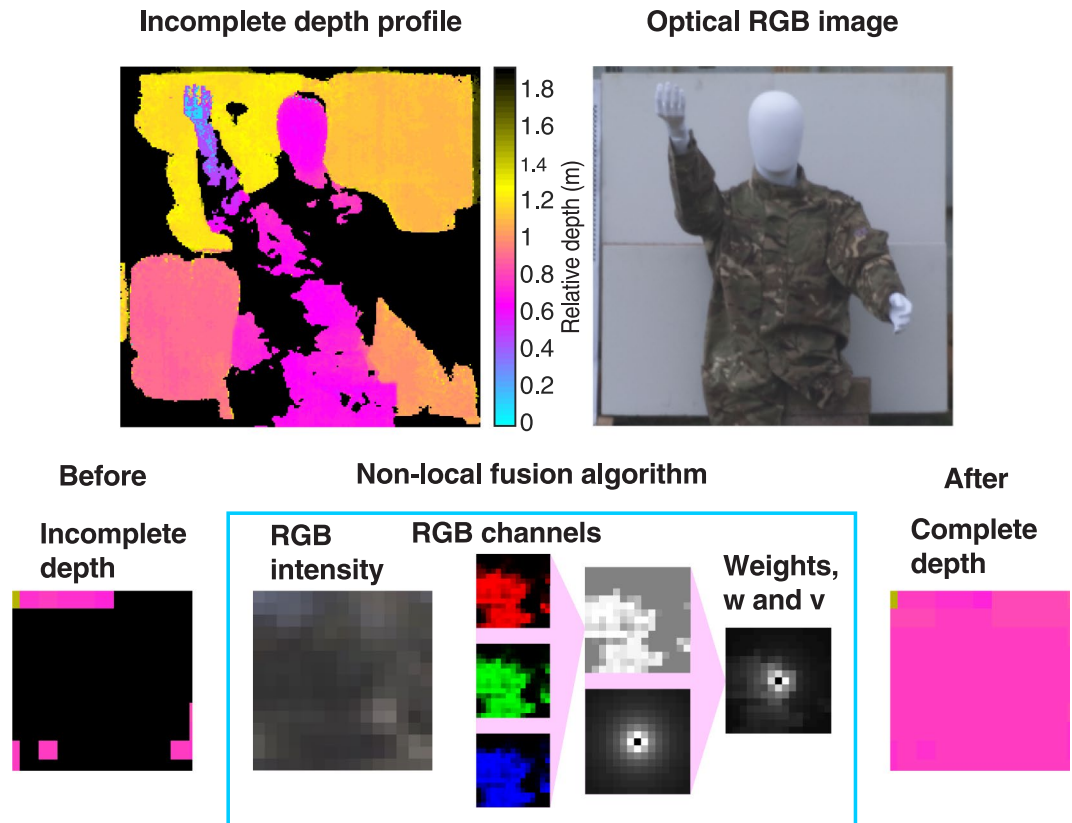 Incomplete depth profile
Optical RGB image
1.8
1.6
1.4
1.2
1
0.8
0.6
0.4
0.2
0
Relative depth (m)
Before
Non-local fusion algorithm
After
Incomplete
depth
RGB
intensity
RGB channels
Weights,
w and v
Complete
depth